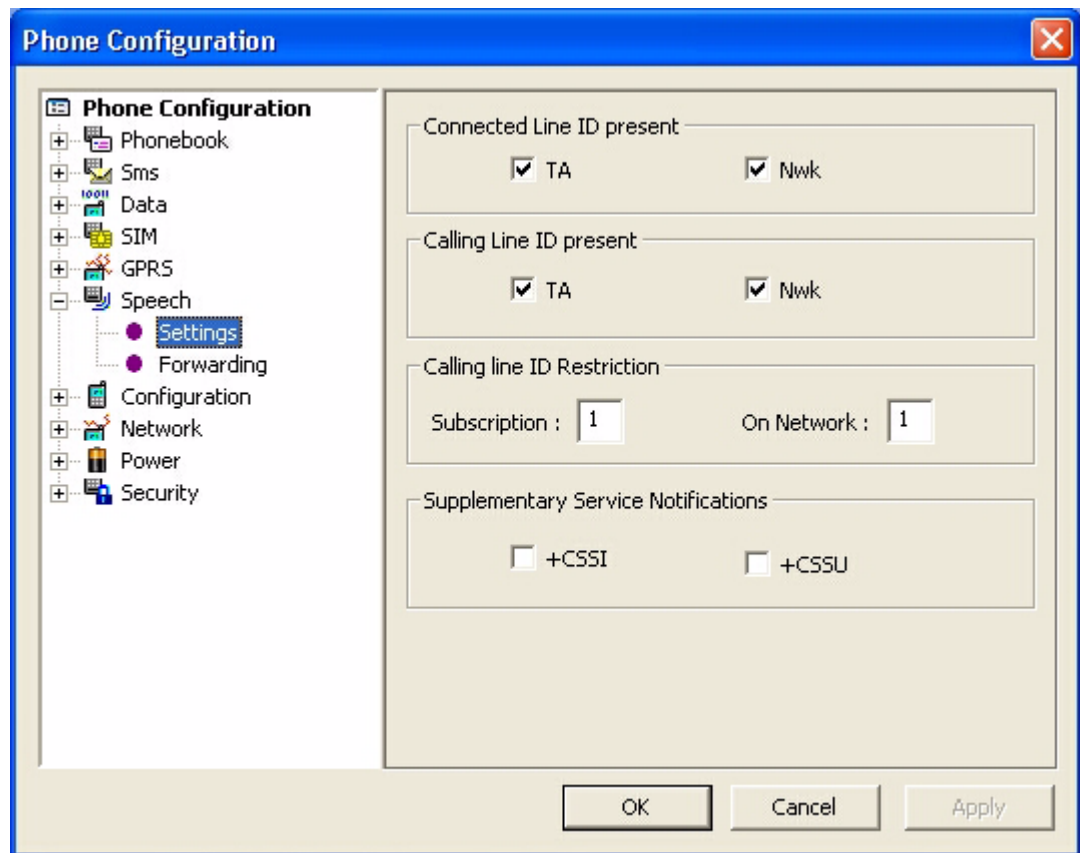 Phone Configuration
Phone Configuration
Phonebook
Sms
Data
SIM
GPRS
Speech
Settings
Forwarding
Configuration
Network
Power
Security
Connected Line ID present
TA Nwk
Calling Line ID present
TA Nwk
Calling line ID Restriction
Subscription : 1 On Network : 1
Supplementary Service Notifications
+CSSI +CSSU
OK Cancel Apply